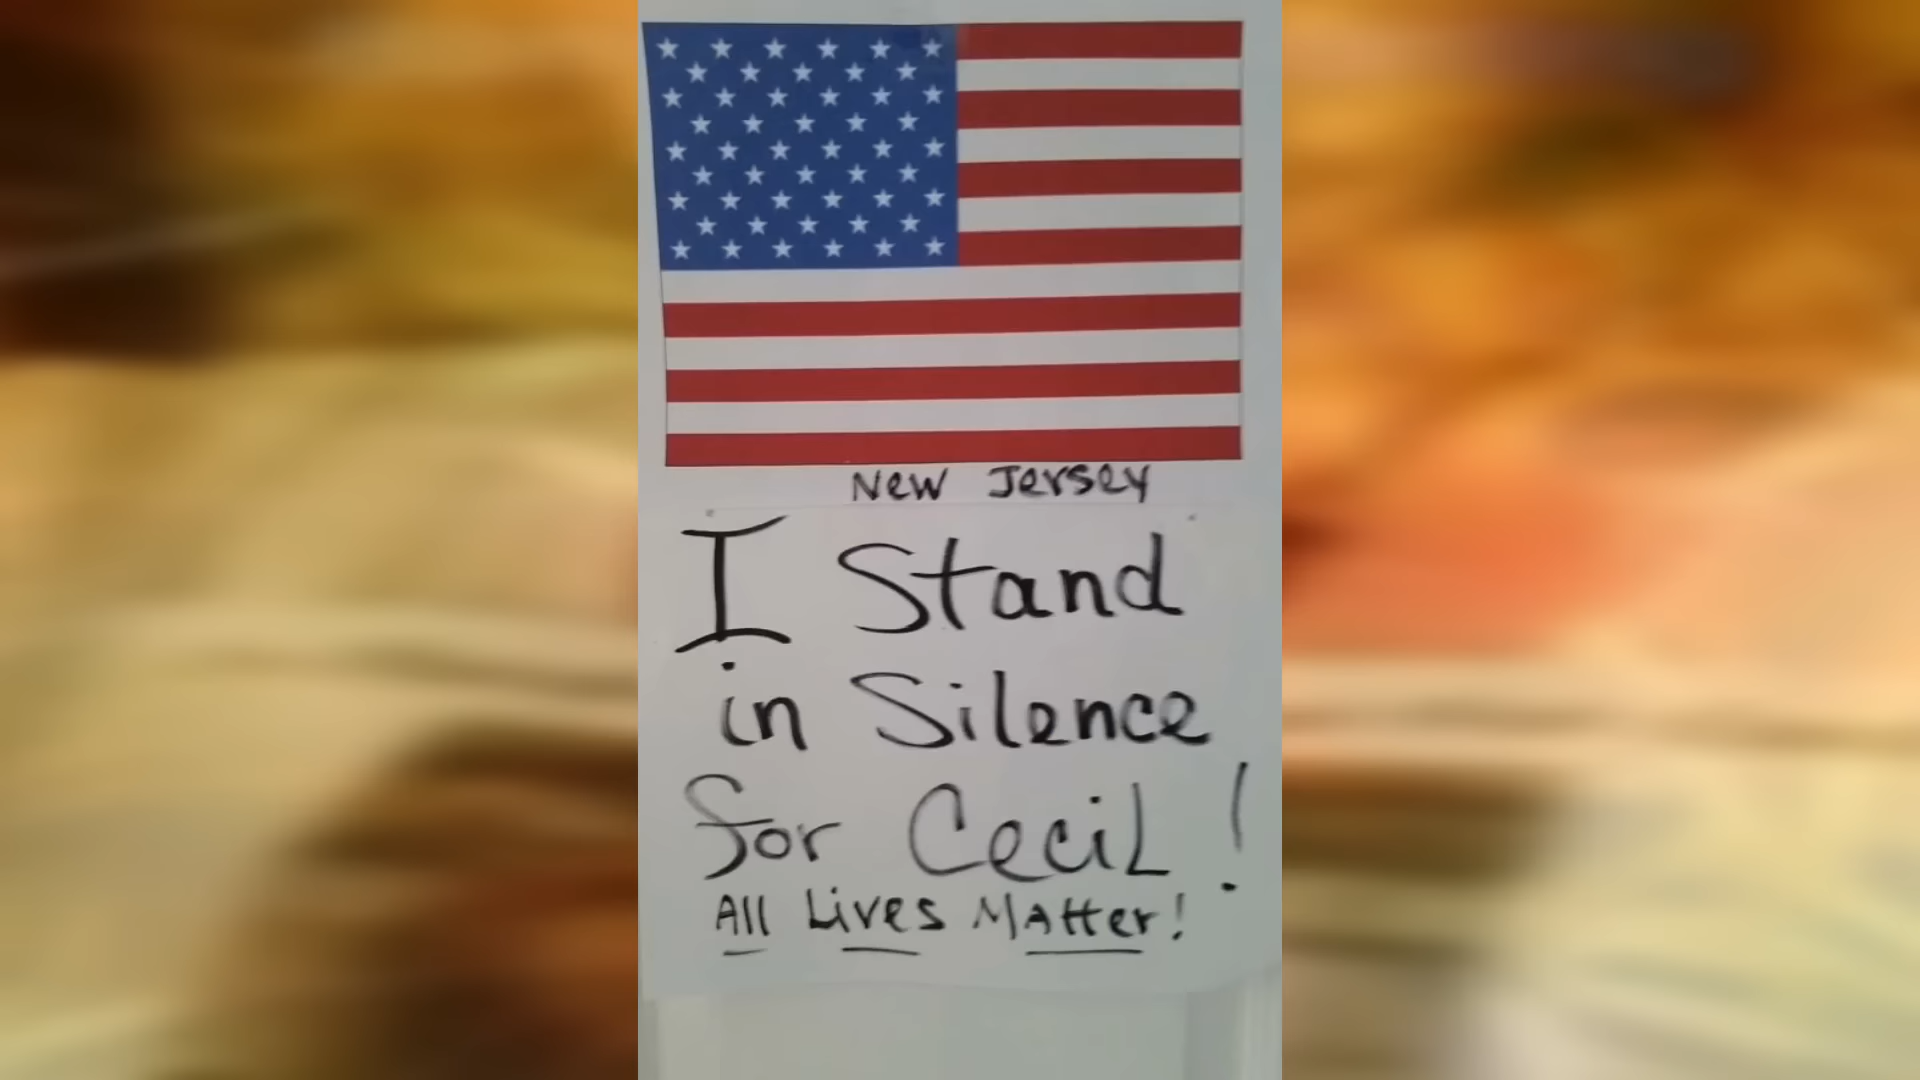 New Jersey
I Stand
in Silence
for CeciL!
All Lives Matter!